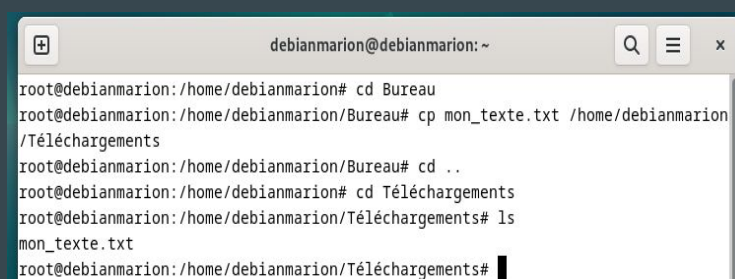 debianmarion@debianmarion: ~
root@debianmarion:/home/debianmarion# cd Bureau
root@debianmarion:/home/debianmarion/Bureau# cp mon_texte.txt /home/debianmarion
/Téléchargements
root@debianmarion:/home/debianmarion/Bureau# cd ..
root@debianmarion:/home/debianmarion# cd Téléchargements
root@debianmarion:/home/debianmarion/Téléchargements# ls
mon_texte.txt
root@debianmarion:/home/debianmarion/Téléchargements#